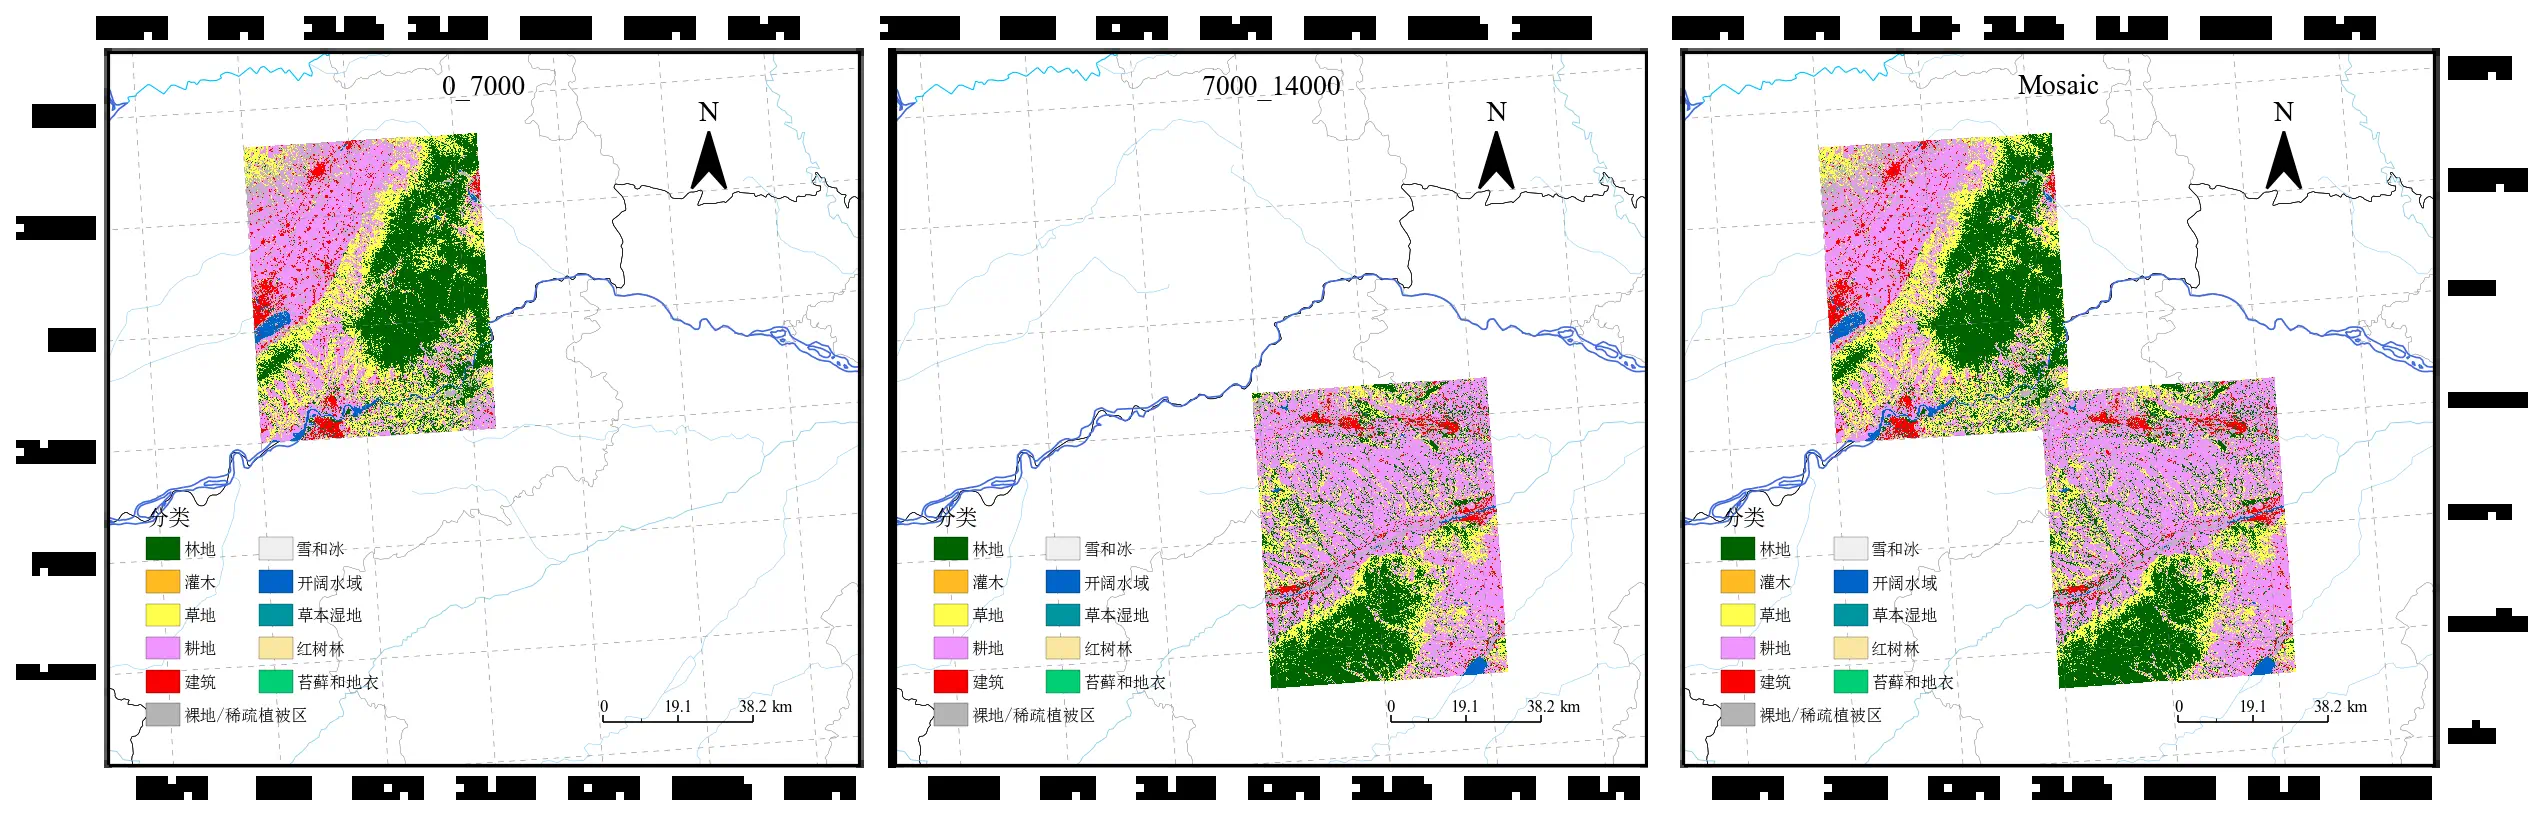 0_7000
N
分类
林地
雪和冰
灌木
开阔水域
草地
草本湿地
耕地
红树林
建筑
苔藓和地衣
裸地/稀疏植被区
0 19.1 38.2 km
7000_14000
N
分类
林地
雪和冰
灌木
开阔水域
草地
草本湿地
耕地
红树林
建筑
苔藓和地衣
裸地/稀疏植被区
0 19.1 38.2 km
Mosaic
N
分类
林地
雪和冰
灌木
开阔水域
草地
草本湿地
耕地
红树林
建筑
苔藓和地衣
裸地/稀疏植被区
0 19.1 38.2 km